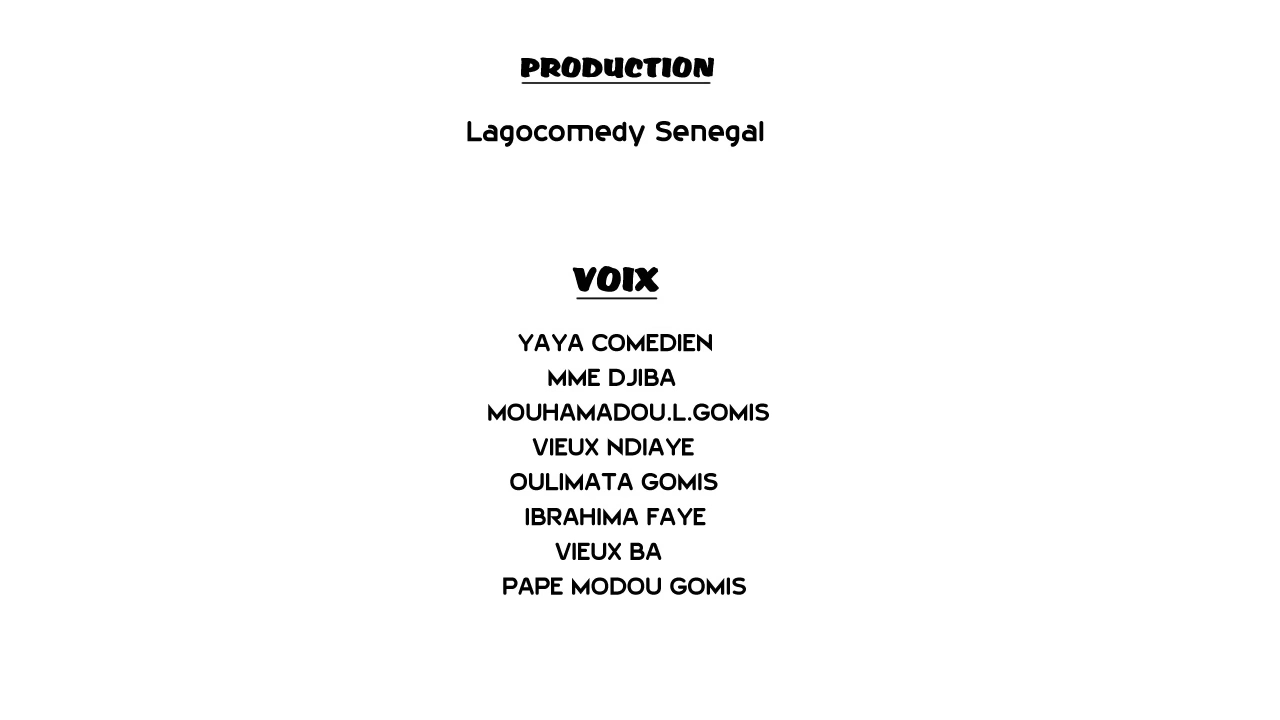 PRODUCTION
Lagocomedy Senegal
VOIX
YAYA COMEDIEN
MME DJIBA
MOUHAMADOU.L.GOMIS
VIEUX NDIAYE
OULIMATA GOMIS
IBRAHIMA FAYE
VIEUX BA
PAPE MODOU GOMIS